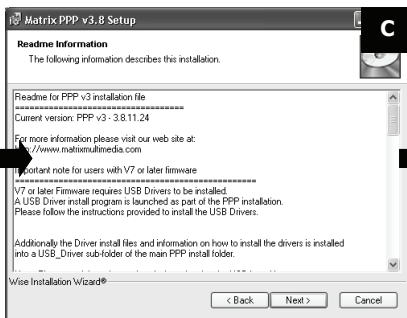 Matrix PPP v3.8 Setup
C
Readme Information
The following information describes this installation.
Readme for PPP v3 installation file
====================================
Current version: PPP v3 - 3.8.11.24
For more information please visit our web site at:
://www.matrixmultimedia.com
Important note for users with V7 or later firmware
====================================================
V7 or later Firmware requires USB Drivers to be installed.
A USB Driver install program is launched as part of the PPP installation.
Please follow the instructions provided to install the USB Drivers.
Additionally the Driver install files and information on how to install the drivers is installed
into a USB_Driver sub-folder of the main PPP install folder.
Wise Installation Wizard®
< Back
Next >
Cancel